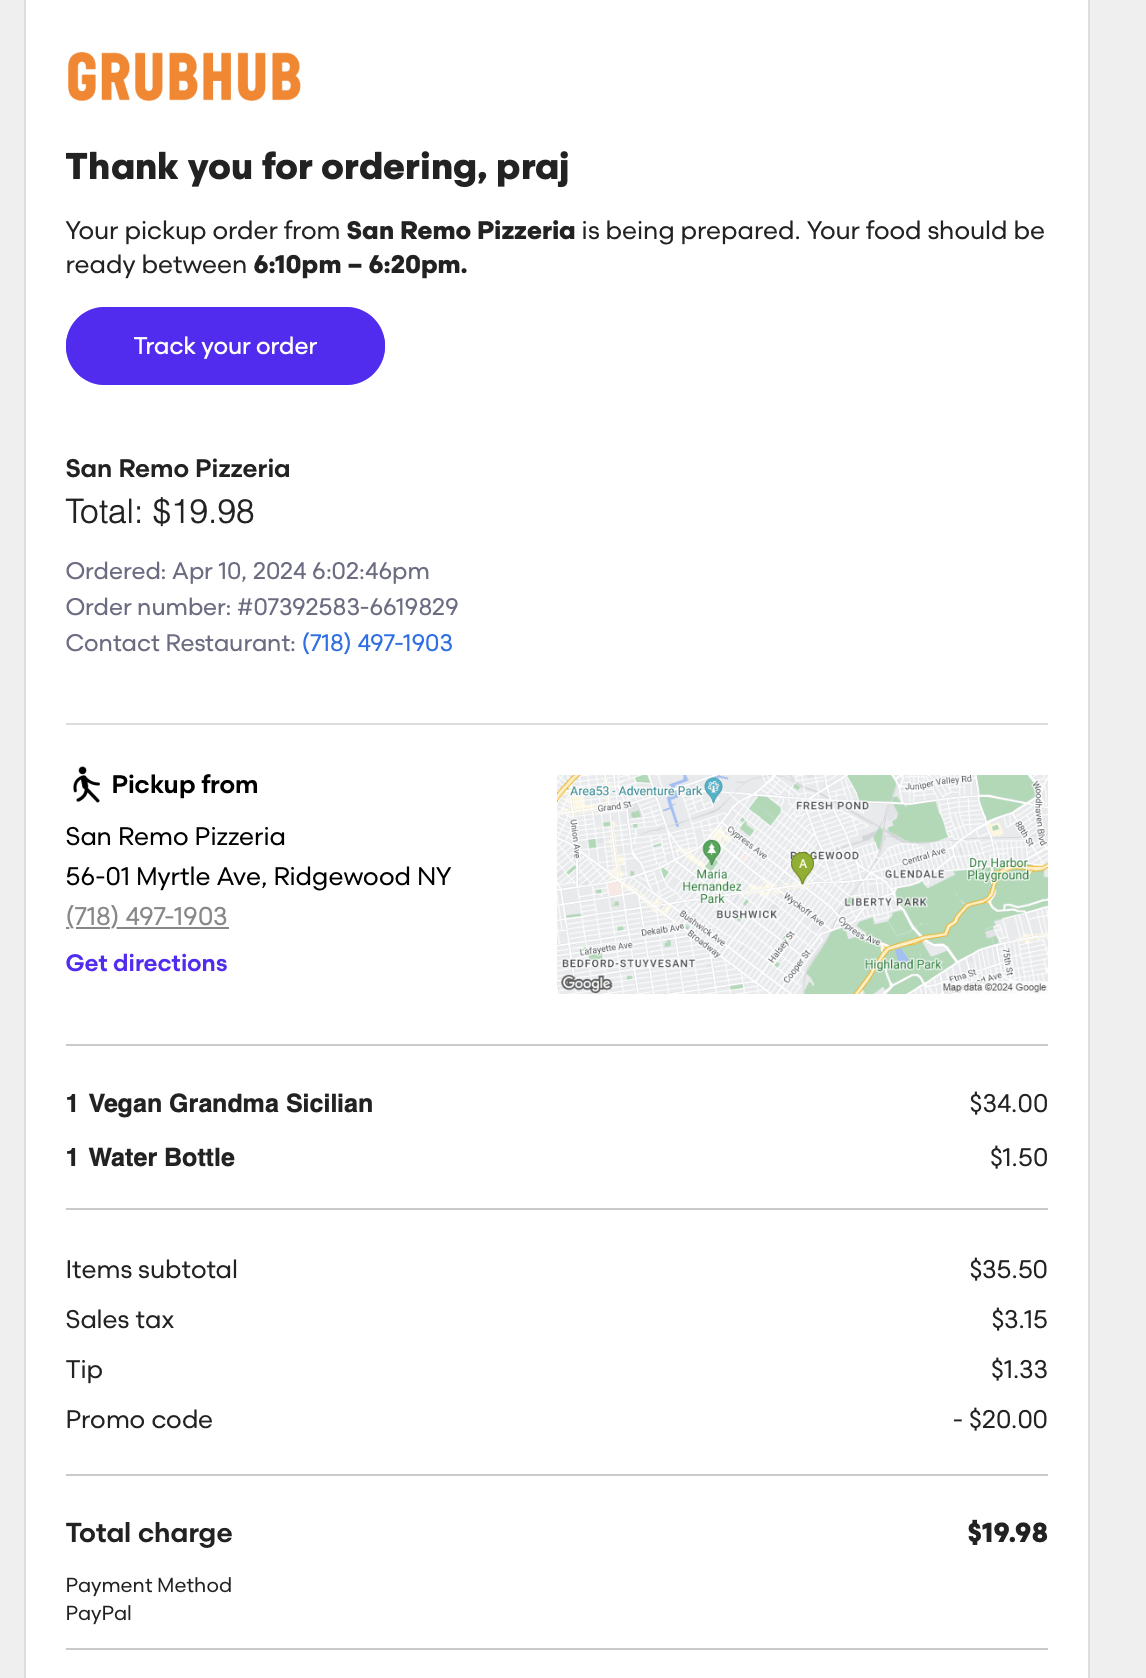 GRUBHUB
Thank you for ordering, praj
Your pickup order from San Remo Pizzeria is being prepared. Your food should be
ready between 6:10pm – 6:20pm.
Track your order
San Remo Pizzeria
Total: $19.98
Ordered: Apr 10, 2024 6:02:46pm
Order number: #07392583-6619829
Contact Restaurant: (718) 497-1903
Pickup from
San Remo Pizzeria
56-01 Myrtle Ave, Ridgewood NY
(718) 497-1903
Get directions
Area53 - Adventure Park
Grand St
Union Ave
Juniper Valley Rd
Woodhaven Blvd
FRESH POND
88th St
Cypress Ave
A
Central Ave
GLENDALE
Dry Harbor
Playground
Maria
Hernandez
Park
BUSHWICK
LIBERTY PARK
Wyckoff Ave
Cypress Ave
Bushwick Ave
Broadway
Dekalb Ave
Lafayette Ave
BEDFORD-STUYVESANT
Halsey St
Cooper St
Highland Park
75th St
Etna St
Google
Map data ©2024 Google
1 Vegan Grandma Sicilian $34.00
1 Water Bottle $1.50
Items subtotal $35.50
Sales tax $3.15
Tip $1.33
Promo code - $20.00
Total charge $19.98
Payment Method
PayPal